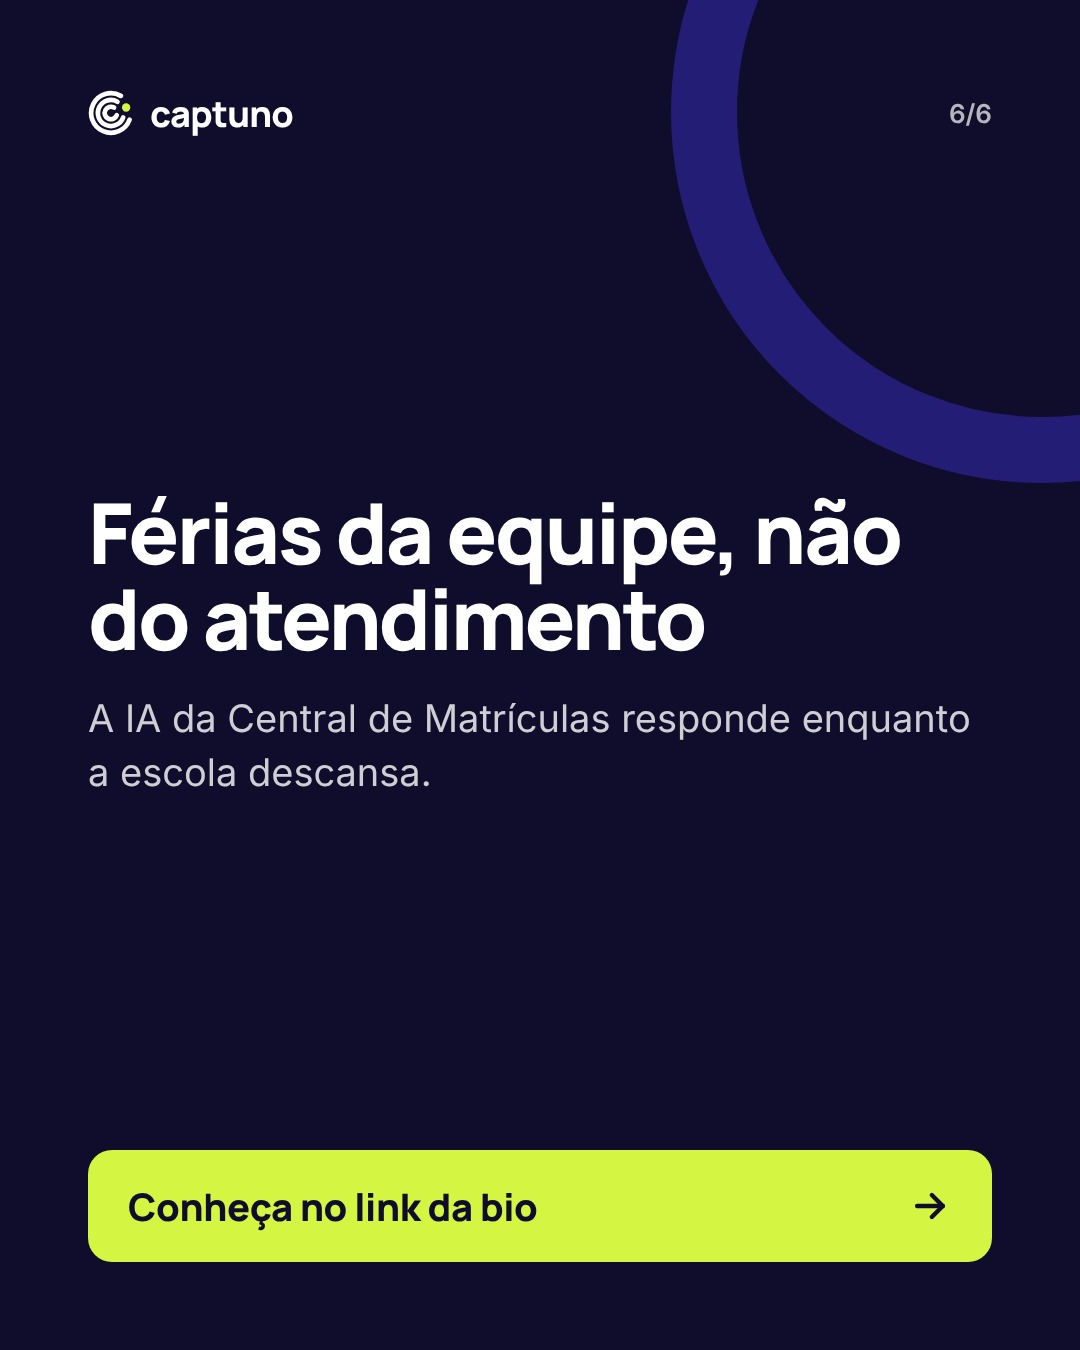 captuno
6/6
Férias da equipe, não
do atendimento
A IA da Central de Matrículas responde enquanto
a escola descansa.
Conheça no link da bio